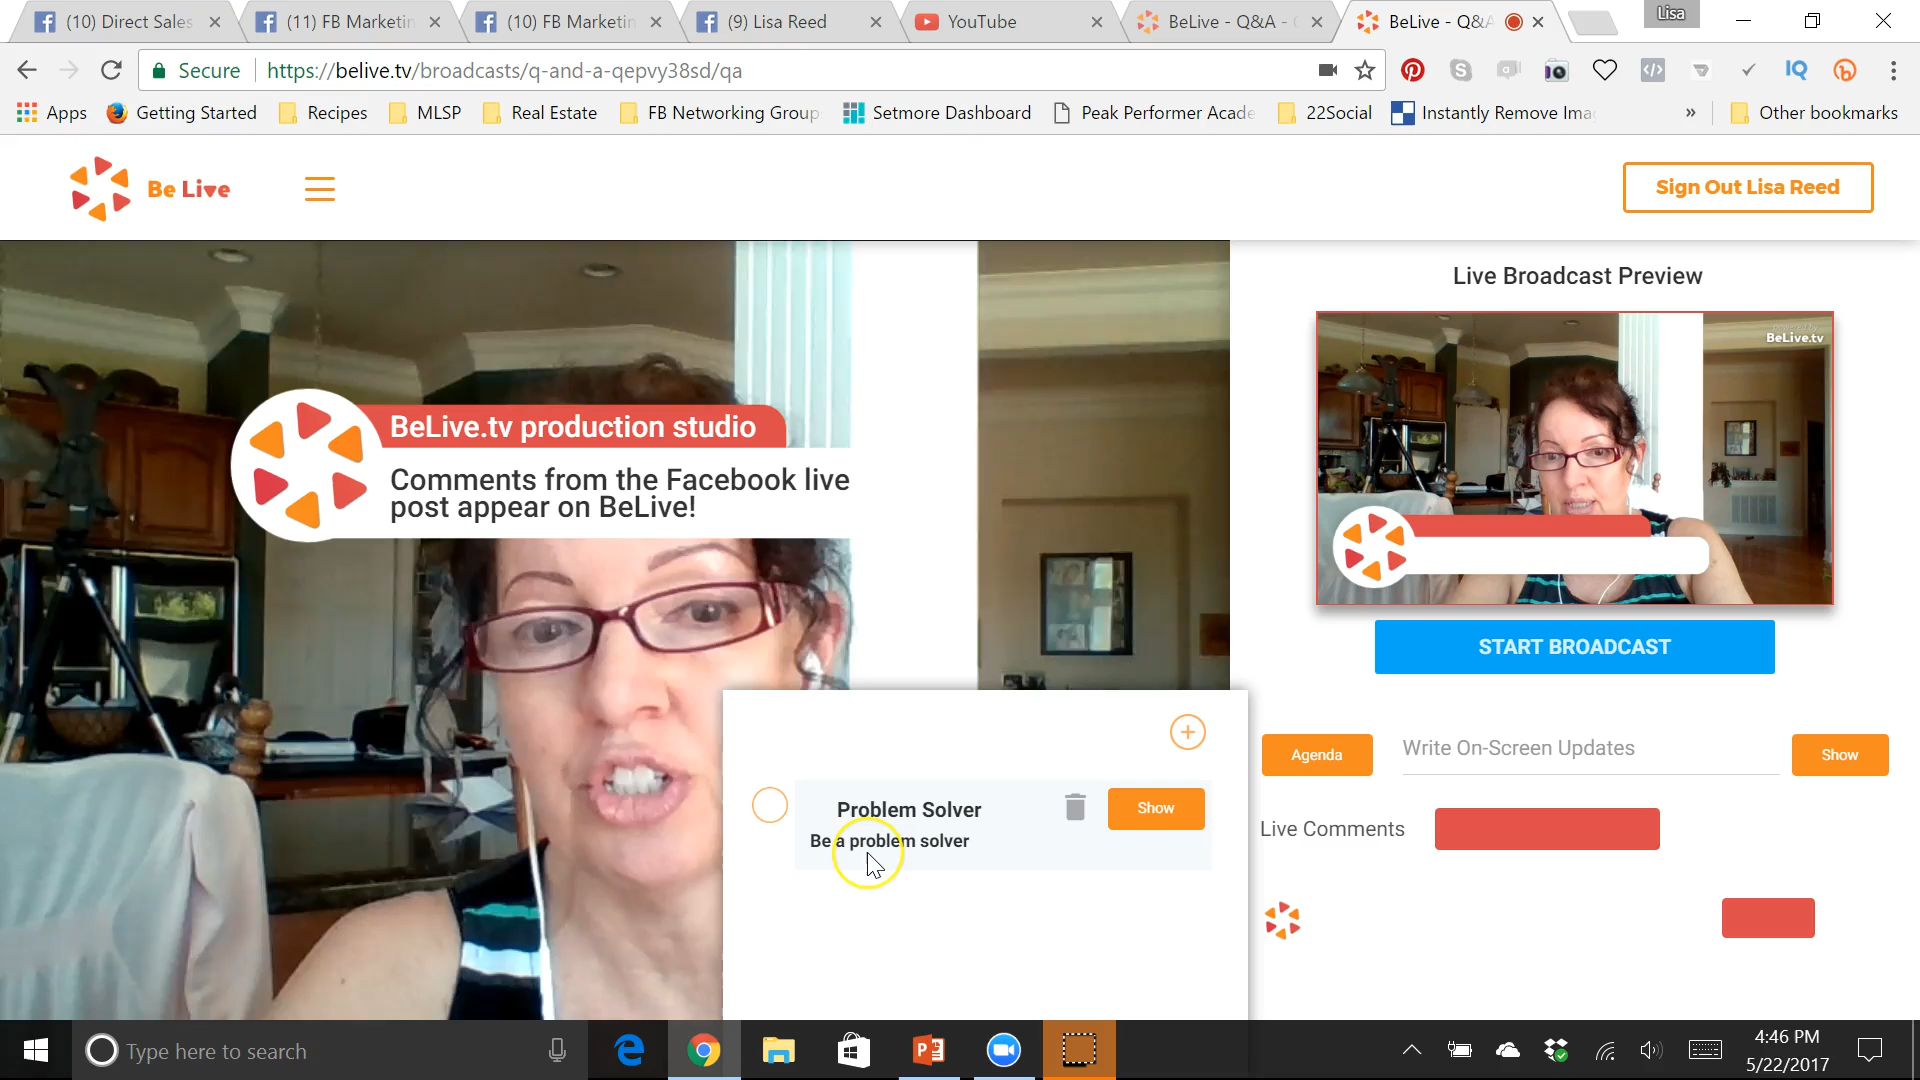 (10) Direct Sales
(11) FB Marketin
(10) FB Marketin
(9) Lisa Reed
YouTube
BeLive - Q&A -
BeLive - Q&A
Lisa
Secure
https://belive.tv/broadcasts/q-and-a-qepvy38sd/qa
IQ
Apps
Getting Started
Recipes
MLSP
Real Estate
FB Networking Group
Setmore Dashboard
Peak Performer Acade
22Social
Instantly Remove Ima
»
Other bookmarks
Be Live
Sign Out Lisa Reed
BeLive.tv production studio
Comments from the Facebook live
post appear on BeLive!
Live Broadcast Preview
BeLive.tv
START BROADCAST
Agenda
Write On-Screen Updates
Show
Problem Solver
Show
Be a problem solver
Live Comments
Type here to search
4:46 PM
5/22/2017